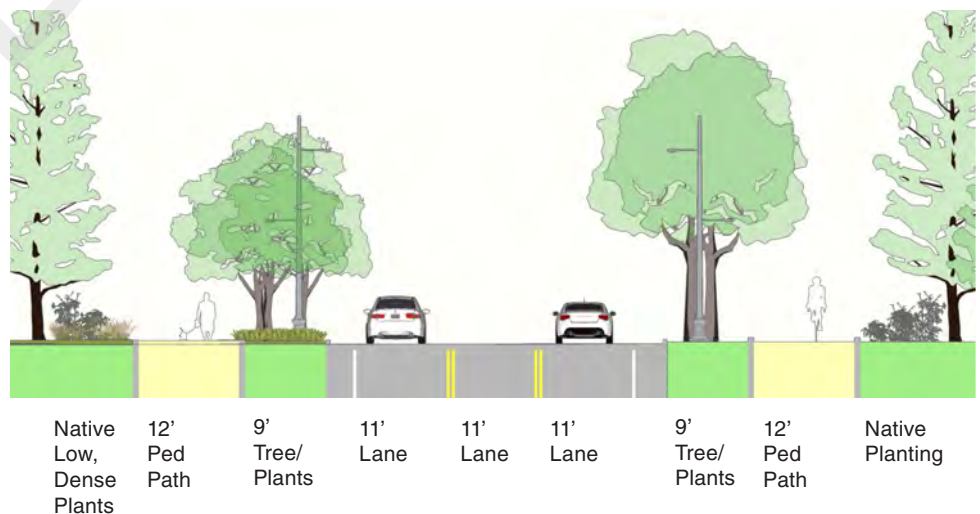 Native
Low,
Dense
Plants
12’
Ped
Path
9’
Tree/
Plants
11’
Lane
11’
Lane
11’
Lane
9’
Tree/
Plants
12’
Ped
Path
Native
Planting